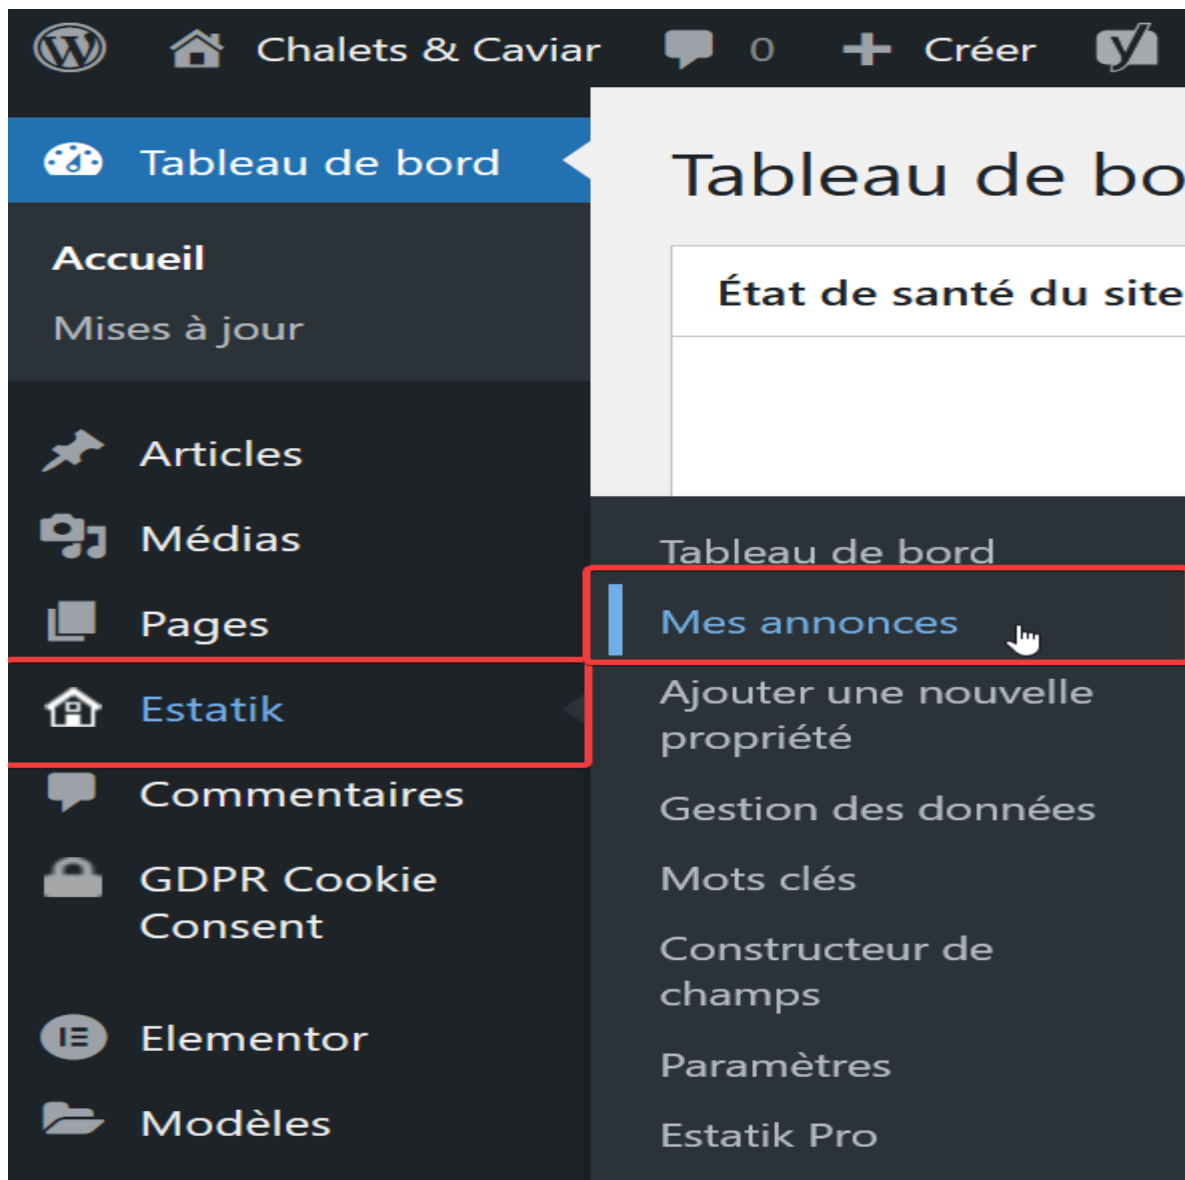 Chalets & Caviar
0
Créer
Tableau de bord
Accueil
Mises à jour
Articles
Médias
Pages
Estatik
Commentaires
GDPR Cookie
Consent
Elementor
Modèles
Tableau de bo
État de santé du site
Tableau de bord
Mes annonces
Ajouter une nouvelle
propriété
Gestion des données
Mots clés
Constructeur de
champs
Paramètres
Estatik Pro